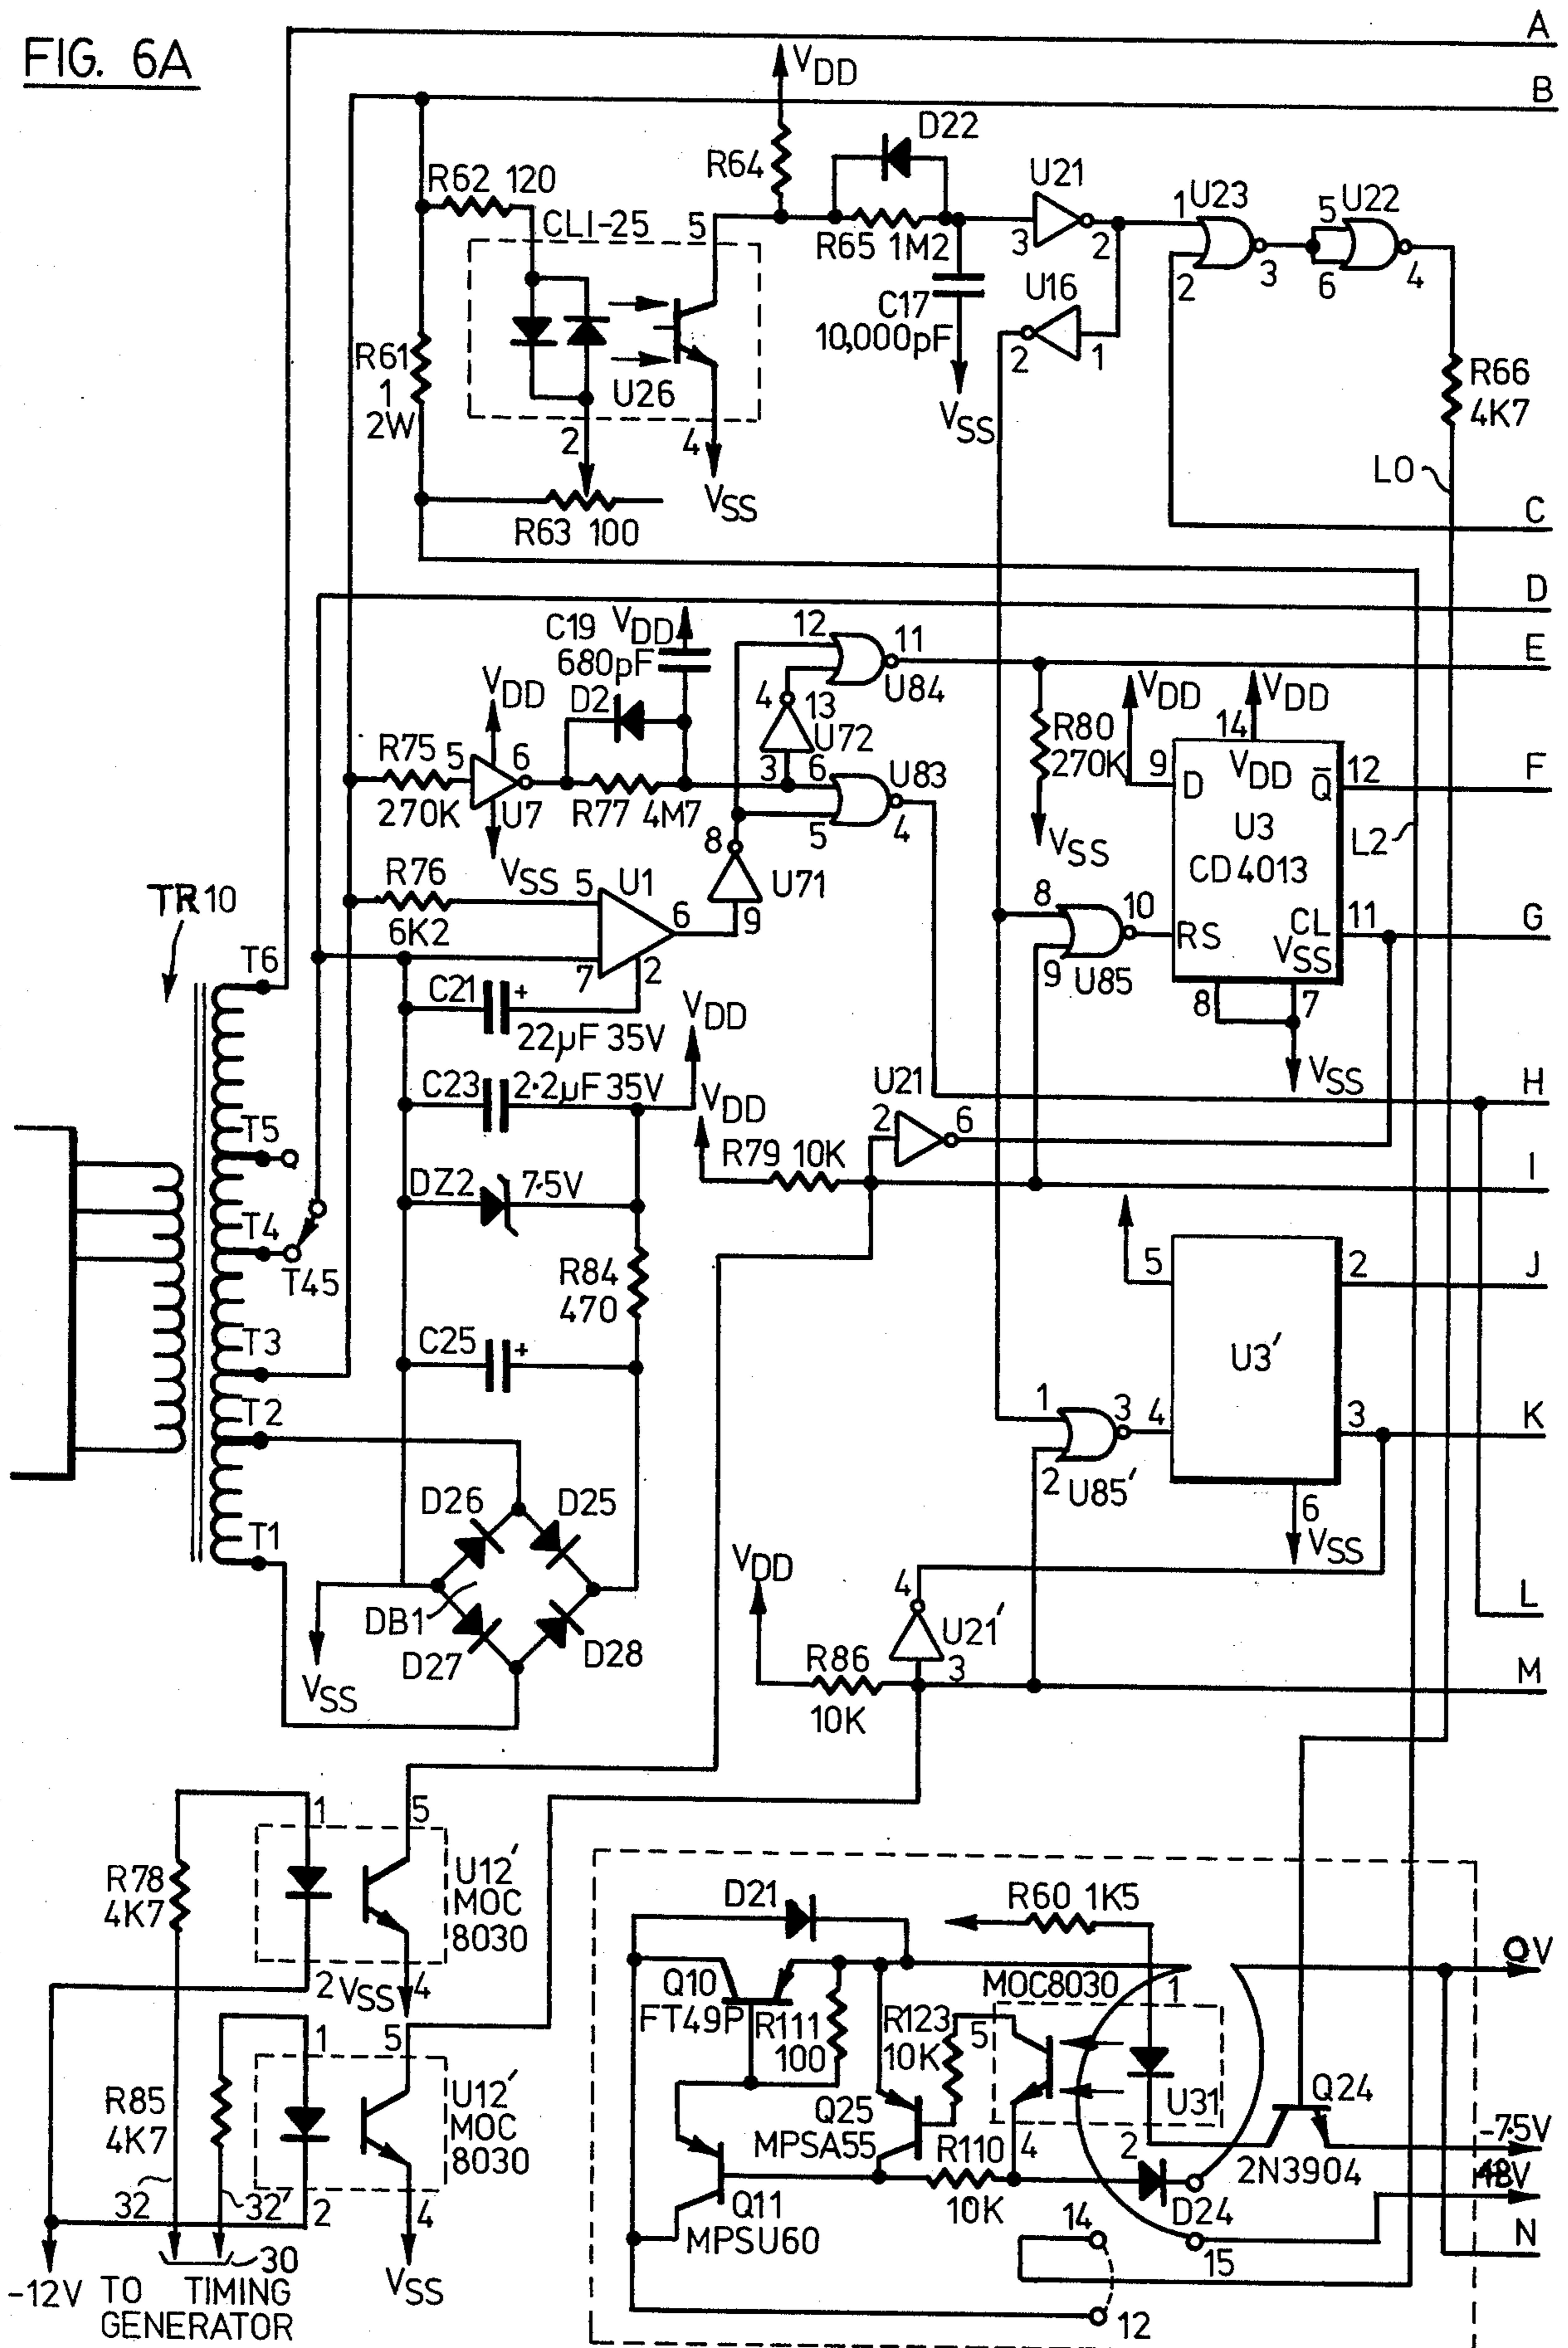 FIG. 6A
A
VDD
B
D22
R64
R62 120
U21
U23
U22
CLI-25
5
1
5
R65 1M2
3
2
2
3
6
4
C17
10,000pF
U16
2
1
R61
1
2W
U26
R66
4K7
VSS
2
4
VSS
LO
R63 100
C
D
C19
680pF
VDD
12
11
E
VDD
D2
4
13
U84
VDD
VDD
U72
R80
270K
14
R75
5
6
3
6
U83
9
D
VDD
Q̄
12
F
270K
U7
R77 4M7
5
4
U3
CD4013
L2
VSS
VSS
8
U71
R76
5
U1
6
9
8
10
6K2
RS
CL
11
G
TR10
7
2
9
U85
VSS
T6
C21
+
VDD
8
7
22µF 35V
VSS
C23
2·2µF35V
U21
H
VDD
T5
2
6
R79 10K
I
DZ2
7·5V
T4
5
2
J
T45
R84
470
C25
+
U3′
T3
T2
1
3
4
3
K
2
U85′
D26
D25
6
VSS
T1
VDD
4
DB1
L
U21′
D27
D28
R86
3
M
VSS
10K
1
5
R78
4K7
U12′
MOC
8030
D21
R60 1K5
2
VSS
4
OV
1
5
Q10
FT49P
MOC8030
1
R111
100
R123
10K
5
R85
4K7
U12′
MOC
8030
Q25
MPSA55
U31
Q24
4
2
-7.5V
R110
2N3904
32
32′
2
4
Q11
MPSU60
10K
D24
14
30
15
N
-12V TO TIMING
GENERATOR
VSS
12